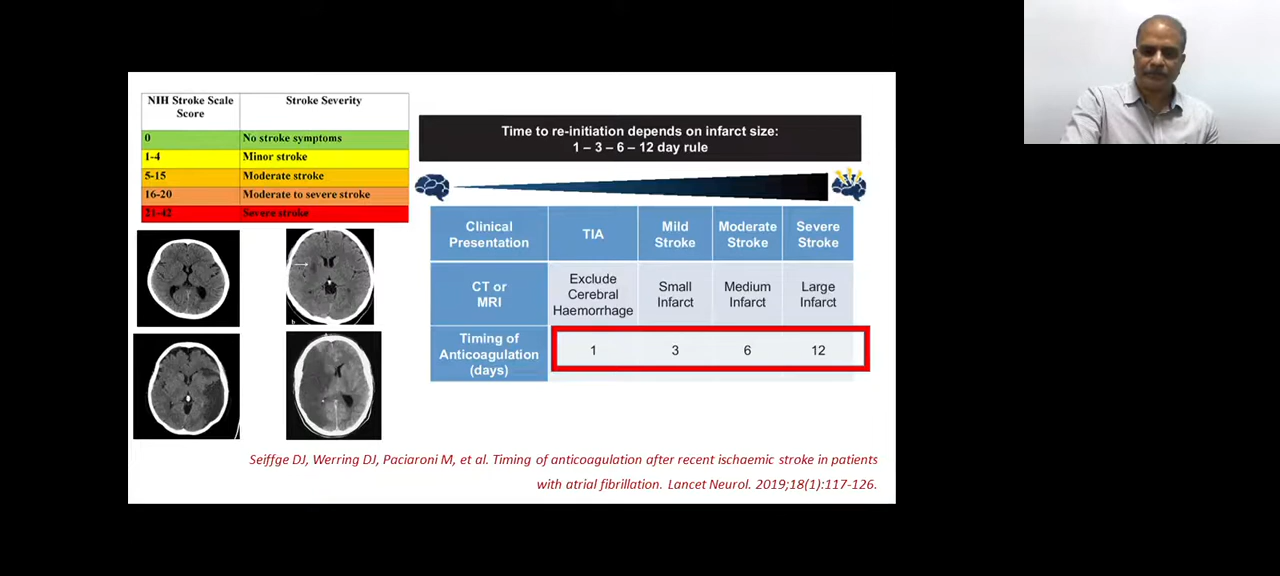 NIH Stroke Scale
Score
Stroke Severity
0
No stroke symptoms
1-4
Minor stroke
5-15
Moderate stroke
16-20
Moderate to severe stroke
21-42
Severe stroke
b
Time to re-initiation depends on infarct size:
1 – 3 – 6 – 12 day rule
Clinical
Presentation
TIA
Mild
Stroke
Moderate
Stroke
Severe
Stroke
CT or
MRI
Exclude
Cerebral
Haemorrhage
Small
Infarct
Medium
Infarct
Large
Infarct
Timing of
Anticoagulation
(days)
1
3
6
12
Seiffge DJ, Werring DJ, Paciaroni M, et al. Timing of anticoagulation after recent ischaemic stroke in patients
with atrial fibrillation. Lancet Neurol. 2019;18(1):117-126.